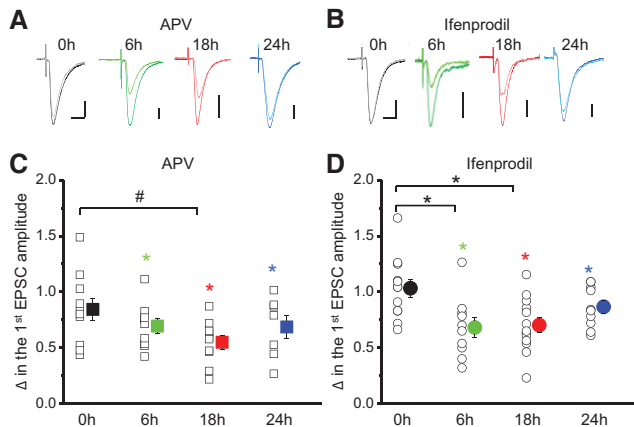 A APV
0h 6h 18h 24h
B Ifenprodil
0h 6h 18h 24h
C APV
Δ in the 1st EPSC amplitude
2.0
1.5
1.0
0.5
0.0
#
* * *
0h 6h 18h 24h
D Ifenprodil
Δ in the 1st EPSC amplitude
2.0
1.5
1.0
0.5
0.0
*
*
* * *
0h 6h 18h 24h